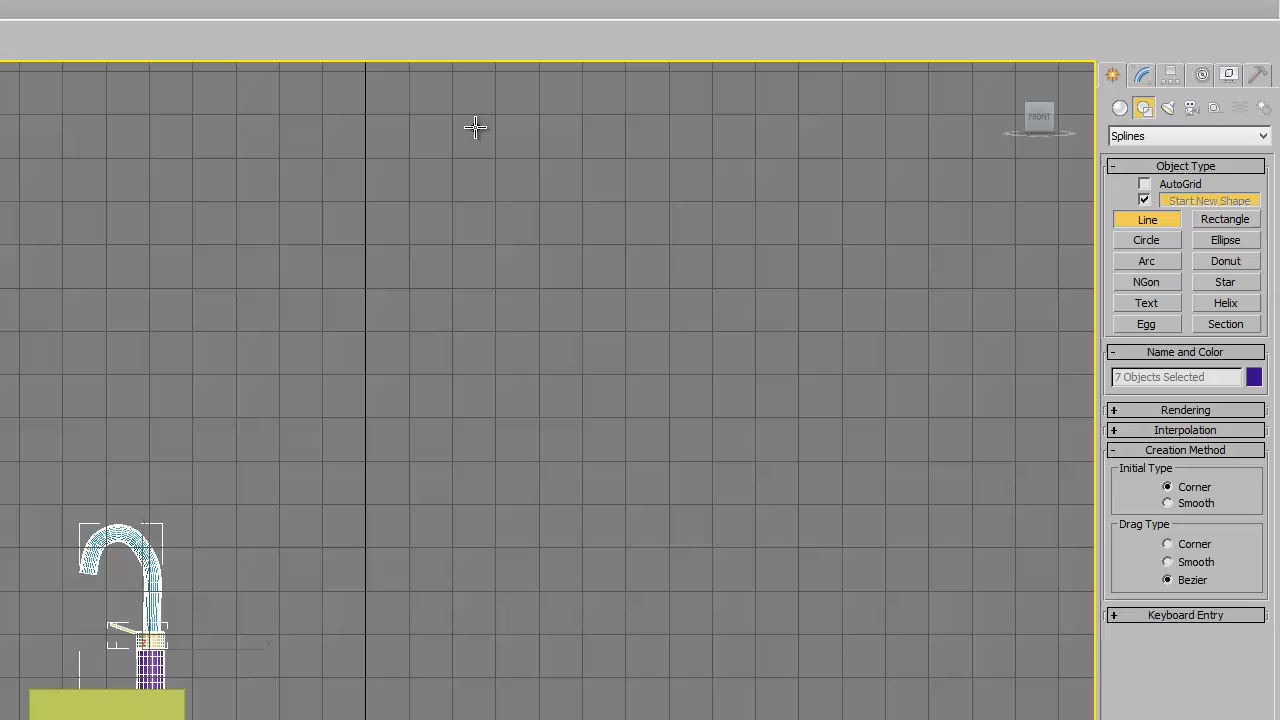 FRONT
Splines
Object Type
AutoGrid
Start New Shape
Line Rectangle
Circle Ellipse
Arc Donut
NGon Star
Text Helix
Egg Section
Name and Color
7 Objects Selected
Rendering
Interpolation
Creation Method
Initial Type
Corner
Smooth
Drag Type
Corner
Smooth
Bezier
Keyboard Entry